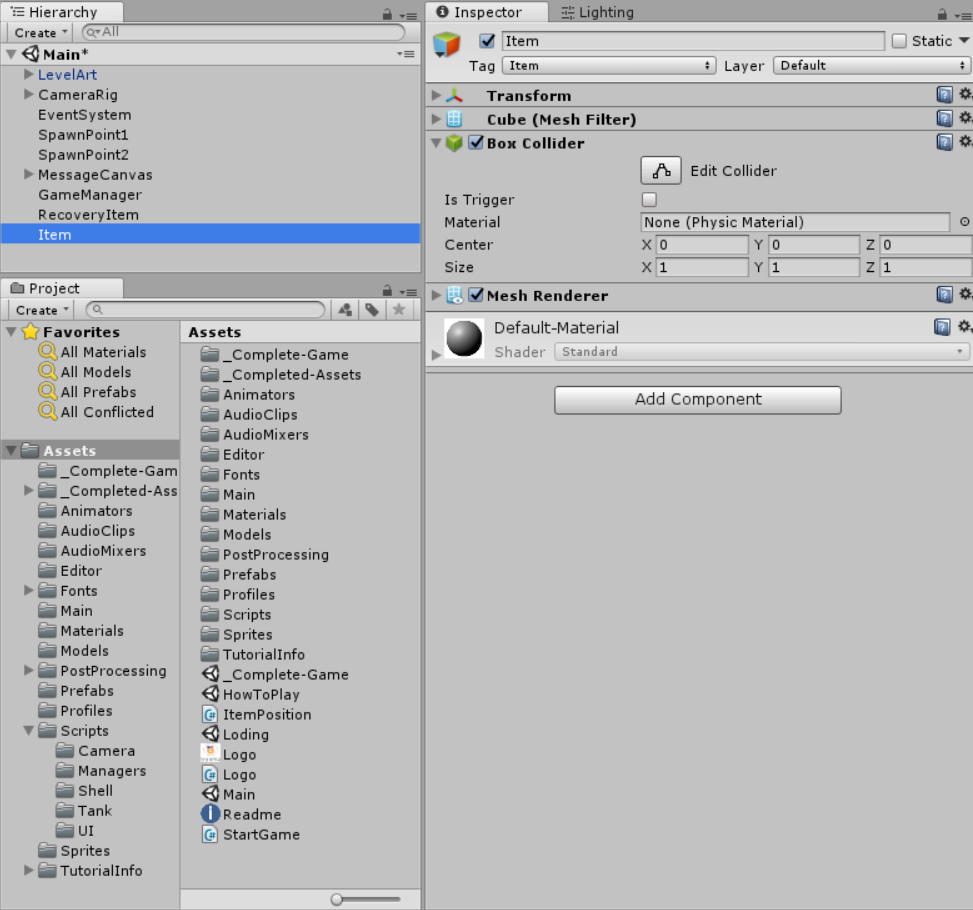 Hierarchy
Create
All
Main*
LevelArt
CameraRig
EventSystem
SpawnPoint1
SpawnPoint2
MessageCanvas
GameManager
RecoveryItem
Item
Project
Create
Favorites
All Materials
All Models
All Prefabs
All Conflicted
Assets
_Complete-Gam
_Completed-Ass
Animators
AudioClips
AudioMixers
Editor
Fonts
Main
Materials
Models
PostProcessing
Prefabs
Profiles
Scripts
Camera
Managers
Shell
Tank
UI
Sprites
TutorialInfo
Assets
_Complete-Game
_Completed-Assets
Animators
AudioClips
AudioMixers
Editor
Fonts
Main
Materials
Models
PostProcessing
Prefabs
Profiles
Scripts
Sprites
TutorialInfo
_Complete-Game
HowToPlay
ItemPosition
Loding
Logo
Logo
Main
Readme
StartGame
Inspector Lighting
Item Static
Tag Item Layer Default
Transform
Cube (Mesh Filter)
Box Collider
Edit Collider
Is Trigger
Material None (Physic Material)
Center X 0 Y 0 Z 0
Size X 1 Y 1 Z 1
Mesh Renderer
Default-Material
Shader Standard
Add Component